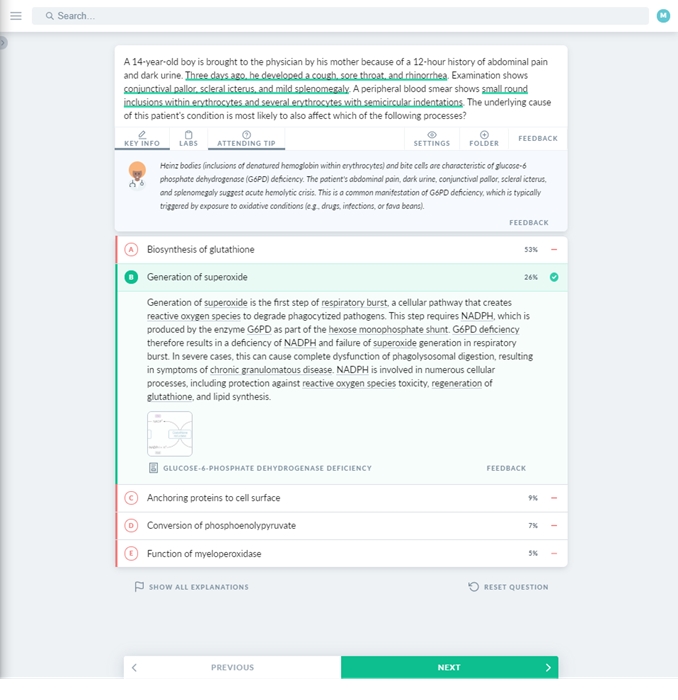 Search...
M
A 14-year-old boy is brought to the physician by his mother because of a 12-hour history of abdominal pain
and dark urine. Three days ago, he developed a cough, sore throat, and rhinorrhea. Examination shows
conjunctival pallor, scleral icterus, and mild splenomegaly. A peripheral blood smear shows small round
inclusions within erythrocytes and several erythrocytes with semicircular indentations. The underlying cause
of this patient's condition is most likely to also affect which of the following processes?
KEY INFO
LABS
ATTENDING TIP
SETTINGS
FOLDER
FEEDBACK
Heinz bodies (inclusions of denatured hemoglobin within erythrocytes) and bite cells are characteristic of glucose-6
phosphate dehydrogenase (G6PD) deficiency. The patient's abdominal pain, dark urine, conjunctival pallor, scleral icterus,
and splenomegaly suggest acute hemolytic crisis. This is a common manifestation of G6PD deficiency, which is typically
triggered by exposure to oxidative conditions (e.g., drugs, infections, or fava beans).
FEEDBACK
A Biosynthesis of glutathione 53%
B Generation of superoxide 26%
Generation of superoxide is the first step of respiratory burst, a cellular pathway that creates
reactive oxygen species to degrade phagocytized pathogens. This step requires NADPH, which is
produced by the enzyme G6PD as part of the hexose monophosphate shunt. G6PD deficiency
therefore results in a deficiency of NADPH and failure of superoxide generation in respiratory
burst. In severe cases, this can cause complete dysfunction of phagolysosomal digestion, resulting
in symptoms of chronic granulomatous disease. NADPH is involved in numerous cellular
processes, including protection against reactive oxygen species toxicity, regeneration of
glutathione, and lipid synthesis.
GLUCOSE-6-PHOSPHATE DEHYDROGENASE DEFICIENCY
FEEDBACK
C Anchoring proteins to cell surface 9%
D Conversion of phosphoenolypyruvate 7%
E Function of myeloperoxidase 5%
SHOW ALL EXPLANATIONS
RESET QUESTION
PREVIOUS
NEXT